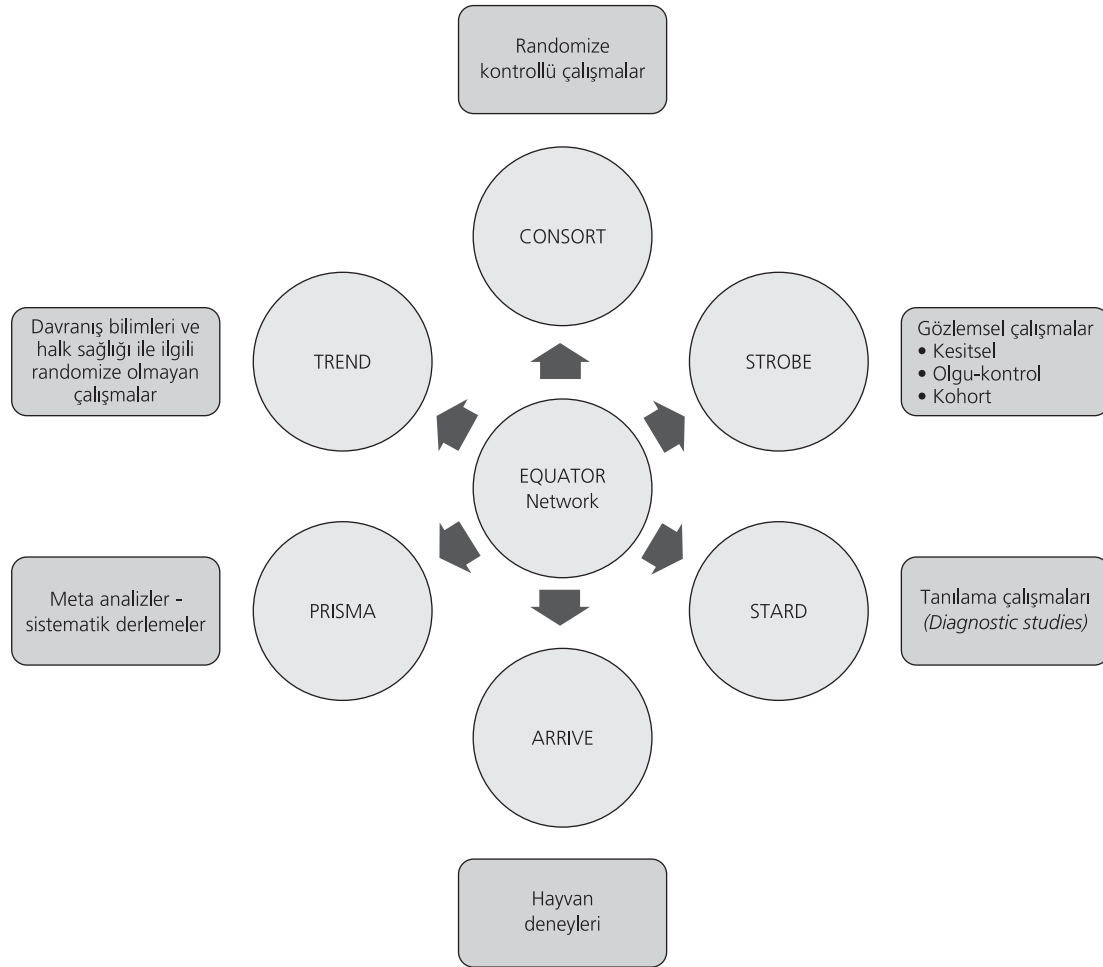 Randomize
kontrollü çalışmalar
CONSORT
Davranış bilimleri ve
halk sağlığı ile ilgili
randomize olmayan
çalışmalar
TREND
STROBE
Gözlemsel çalışmalar
• Kesitsel
• Olgu-kontrol
• Kohort
EQUATOR
Network
Meta analizler -
sistematik derlemeler
PRISMA
STARD
Tanılama çalışmaları
(Diagnostic studies)
ARRIVE
Hayvan
deneyleri